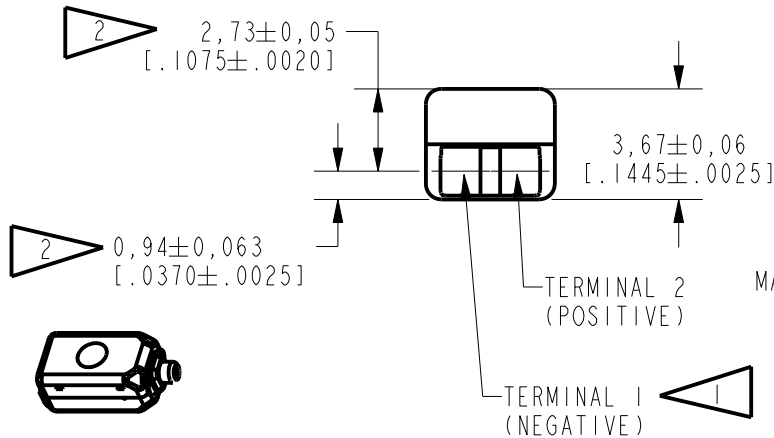 2
2,73±0,05
[.1075±.0020]
3,67±0,06
[.1445±.0025]
2
0,94±0,063
[.0370±.0025]
TERMINAL 2
(POSITIVE)
MA
TERMINAL 1
(NEGATIVE)
1